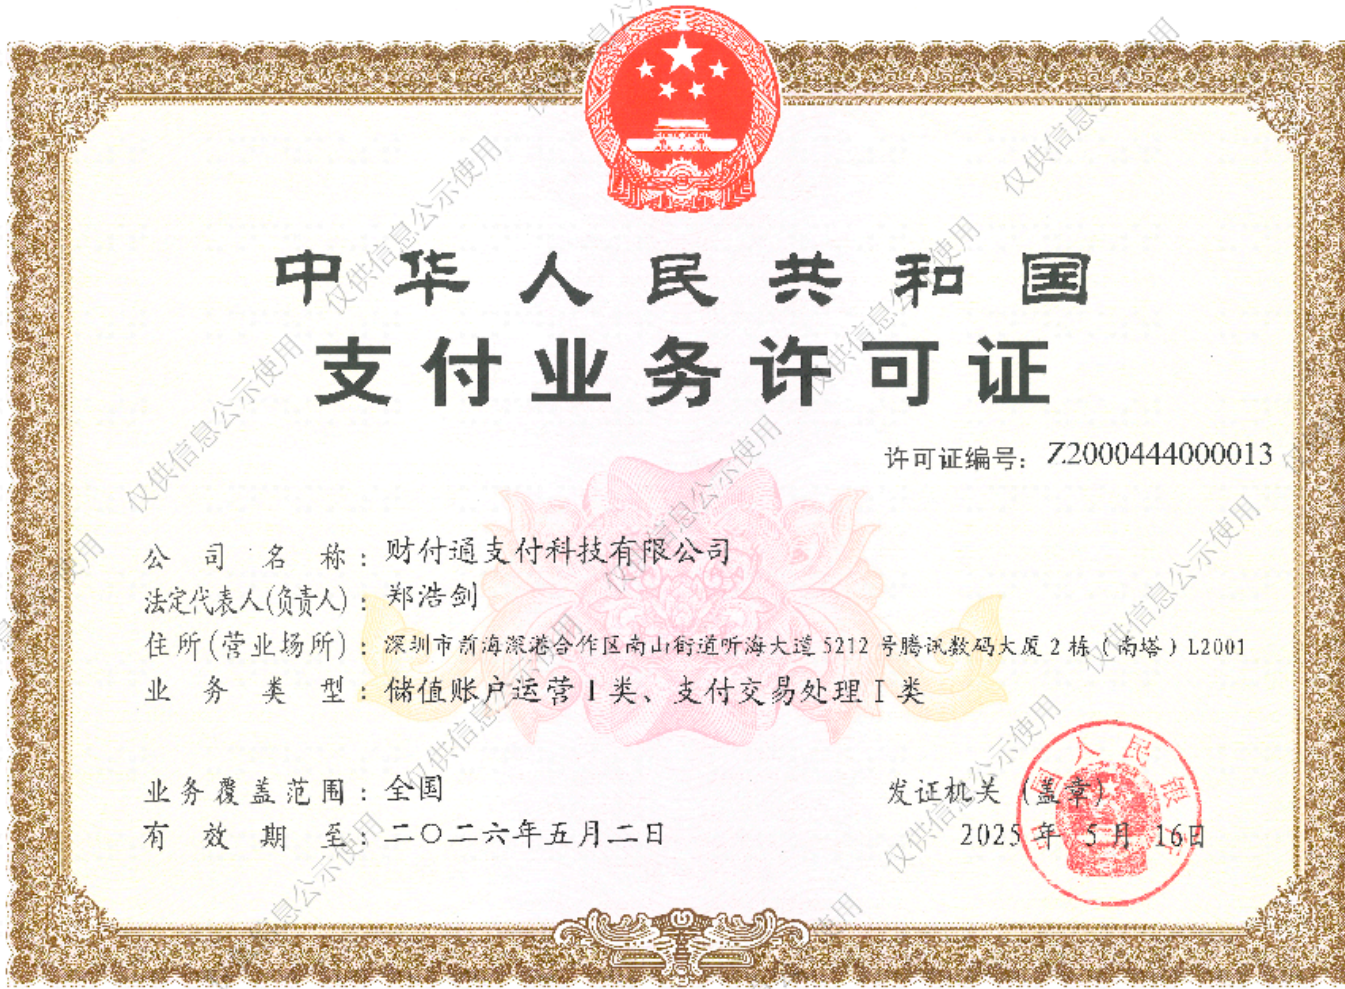 中华人民共和国
支付业务许可证
许可证编号: Z2000444000013
公司名称: 财付通支付科技有限公司
法定代表人(负责人): 郑浩剑
住所(营业场所): 深圳市前海深港合作区南山街道听海大道5212号腾讯数码大厦2栋(南塔)L2001
业务类型: 储值账户运营Ⅰ类、支付交易处理Ⅰ类
业务覆盖范围: 全国
发证机关(盖章)
有效期至: 二〇二六年五月二日
2025年5月16日
中国人民银行
仅供信息公示使用